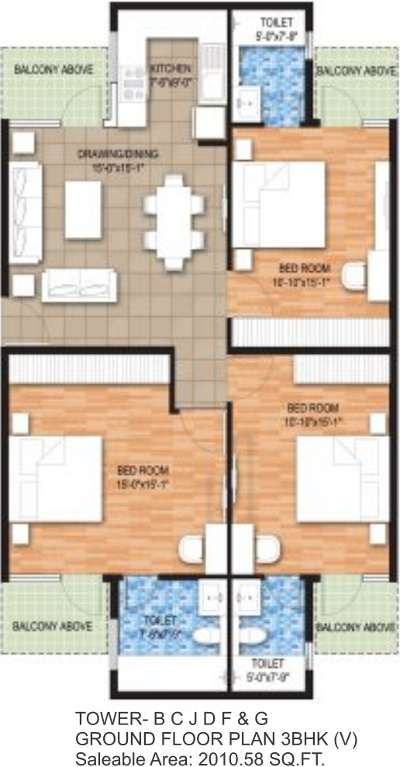 TOILET
5'-0"x7'-9"
BALCONY ABOVE
KITCHEN
7'-6"x9'-0"
BALCONY ABOVE
DRAWING/DINING
15'-0"x15'-1"
BED ROOM
10'-10"x15'-1"
BED ROOM
10'-10"x15'-1"
BED ROOM
15'-0"x15'-1"
BALCONY ABOVE
TOILET
7'-6"x7'-9"
BALCONY ABOVE
TOILET
5'-0"x7'-9"
TOWER- B C J D F & G
GROUND FLOOR PLAN 3BHK (V)
Saleable Area: 2010.58 SQ.FT.